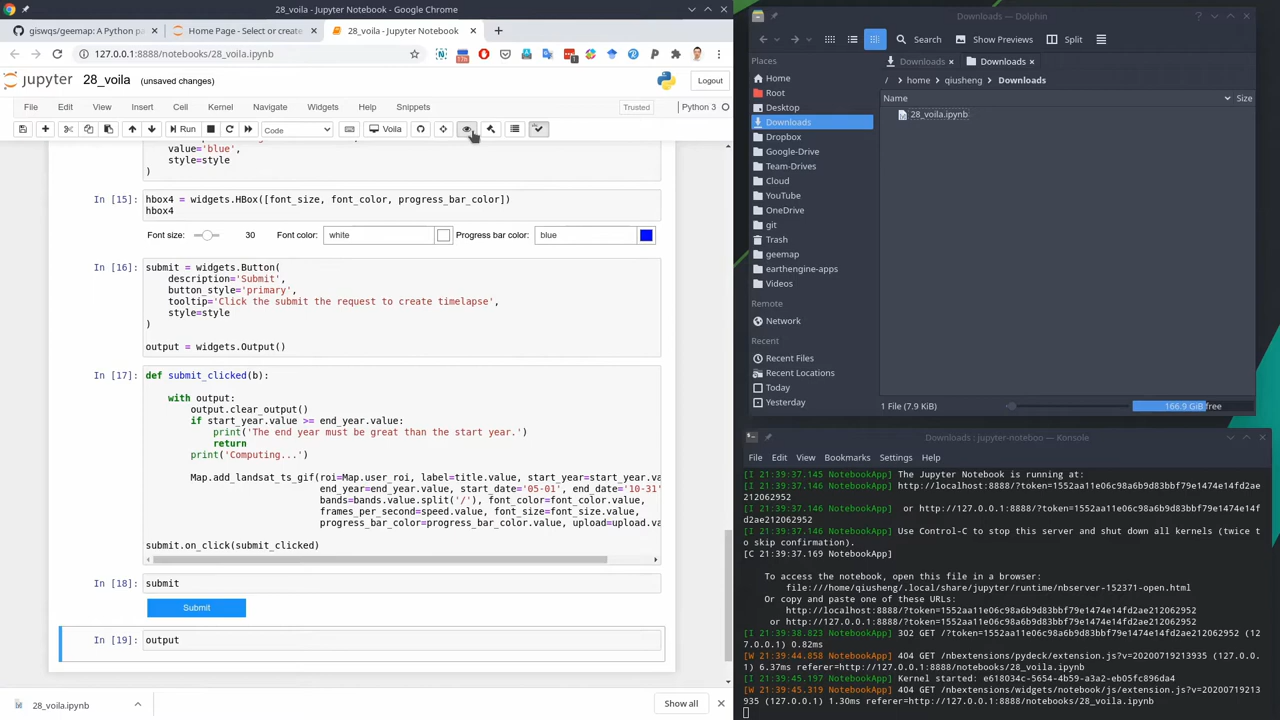 28_voila - Jupyter Notebook - Google Chrome
giswqs/geemap: A Python pa
Home Page - Select or create
28_voila - Jupyter Notebook
127.0.0.1:8888/notebooks/28_voila.ipynb
jupyter 28_voila (unsaved changes)
Logout
File Edit View Insert Cell Kernel Navigate Widgets Help Snippets
Trusted
Python 3
Run
Code
Voila
value='blue',
style=style
)
In [15]:
hbox4 = widgets.HBox([font_size, font_color, progress_bar_color])
hbox4
Font size: 30 Font color: white Progress bar color: blue
In [16]:
submit = widgets.Button(
description='Submit',
button_style='primary',
tooltip='Click the submit the request to create timelapse',
style=style
)
output = widgets.Output()
In [17]:
def submit_clicked(b):
with output:
output.clear_output()
if start_year.value >= end_year.value:
print('The end year must be great than the start year.')
return
print('Computing...')
Map.add_landsat_ts_gif(roi=Map.user_roi, label=title.value, start_year=start_year.va
end_year=end_year.value, start_date='05-01', end_date='10-31'
bands=bands.value.split('/'), font_color=font_color.value,
frames_per_second=speed.value, font_size=font_size.value,
progress_bar_color=progress_bar_color.value, upload=upload.va
submit.on_click(submit_clicked)
In [18]:
submit
Submit
In [19]:
output
28_voila.ipynb
Show all
Downloads — Dolphin
Search
Show Previews
Split
Places
Home
Root
Desktop
Downloads
Dropbox
Google-Drive
Team-Drives
Cloud
YouTube
OneDrive
git
Trash
geemap
earthengine-apps
Videos
Remote
Network
Recent
Recent Files
Recent Locations
Today
Yesterday
Downloads
Downloads
/ home qiusheng Downloads
Name
Size
28_voila.ipynb
1 File (7.9 KiB)
166.9 GiB free
Downloads : jupyter-noteboo — Konsole
File Edit View Bookmarks Settings Help
[I 21:39:37.145 NotebookApp] The Jupyter Notebook is running at:
[I 21:39:37.146 NotebookApp] http://localhost:8888/?token=1552aa11e06c98a6b9d83bbf79e1474e14fd2ae
212062952
[I 21:39:37.146 NotebookApp] or http://127.0.0.1:8888/?token=1552aa11e06c98a6b9d83bbf79e1474e14f
d2ae212062952
[I 21:39:37.146 NotebookApp] Use Control-C to stop this server and shut down all kernels (twice t
o skip confirmation).
[C 21:39:37.169 NotebookApp]
To access the notebook, open this file in a browser:
file:///home/qiusheng/.local/share/jupyter/runtime/nbserver-152371-open.html
Or copy and paste one of these URLs:
http://localhost:8888/?token=1552aa11e06c98a6b9d83bbf79e1474e14fd2ae212062952
or http://127.0.0.1:8888/?token=1552aa11e06c98a6b9d83bbf79e1474e14fd2ae212062952
[I 21:39:38.823 NotebookApp] 302 GET /?token=1552aa11e06c98a6b9d83bbf79e1474e14fd2ae212062952 (12
7.0.0.1) 0.82ms
[W 21:39:44.858 NotebookApp] 404 GET /nbextensions/pydeck/extension.js?v=20200719213935 (127.0.0.
1) 6.37ms referer=http://127.0.0.1:8888/notebooks/28_voila.ipynb
[I 21:39:45.197 NotebookApp] Kernel started: e618034c-5654-4b59-a3a2-eb05fc896da4
[W 21:39:45.319 NotebookApp] 404 GET /nbextensions/widgets/notebook/js/extension.js?v=20200719213
935 (127.0.0.1) 1.30ms referer=http://127.0.0.1:8888/notebooks/28_voila.ipynb